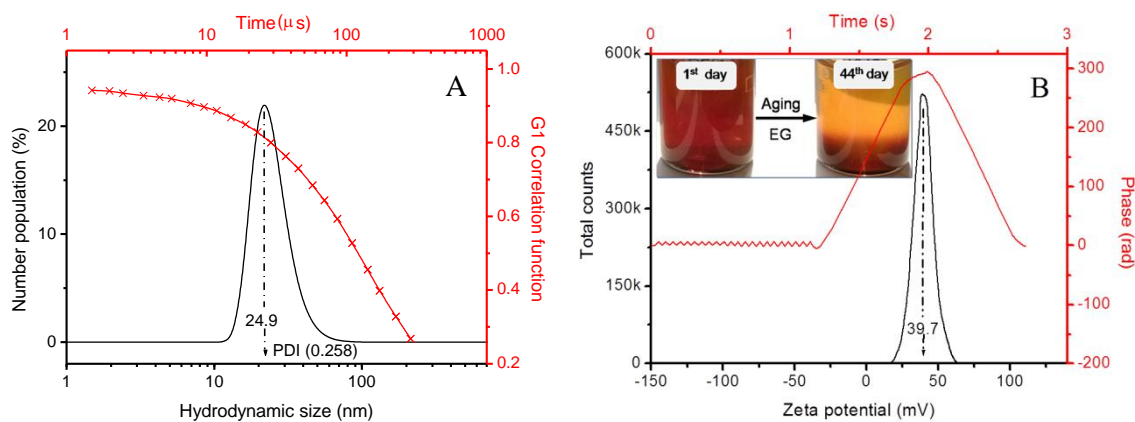 Time (μs)
1 10 100 1000
A
Number population (%)
20
10
0
1.0
0.8
0.6
0.4
0.2
G1 Correlation function
24.9
PDI (0.258)
1 10 100
Hydrodynamic size (nm)
Time (s)
0 1 2 3
B
1st day
44th day
Aging
EG
Total counts
600k
450k
300k
150k
0
300
200
100
0
-100
-200
Phase (rad)
39.7
-150 -100 -50 0 50 100
Zeta potential (mV)